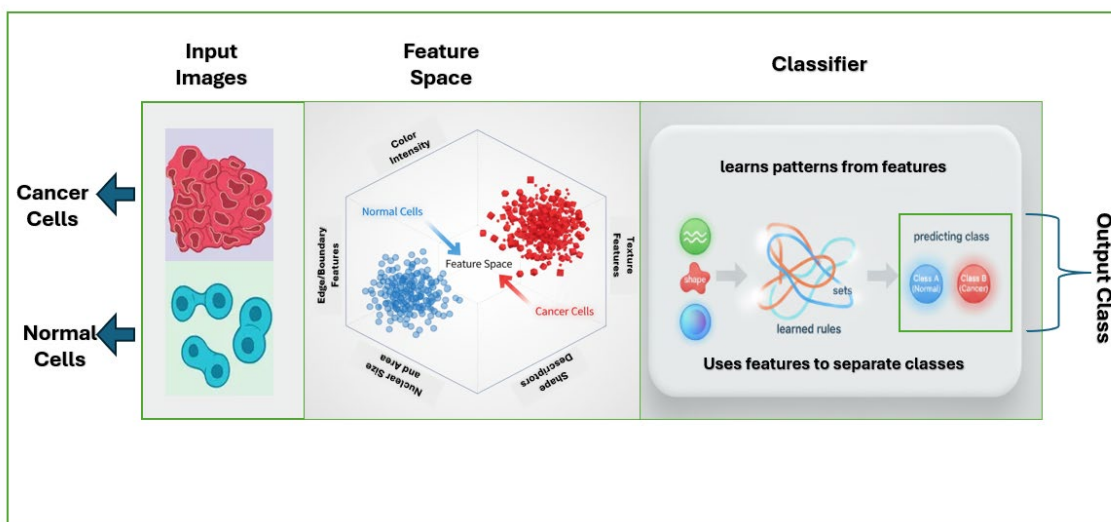 Input
Images
Feature
Space
Classifier
Cancer
Cells
Normal
Cells
Color
Intensity
Edge/Boundary
Features
Normal Cells
Feature Space
Cancer Cells
Texture
Features
Nuclear Size
and Area
Shape
Descriptors
learns patterns from features
shape
sets
learned rules
predicting class
Class A
(Normal)
Class B
(Cancer)
Uses features to separate classes
Output Class